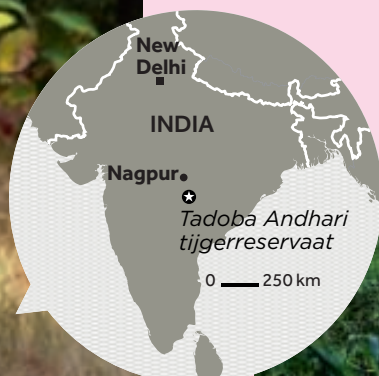 New
Delhi
INDIA
Nagpur
Tadoba Andhari
tijgerreservaat
0 250 km